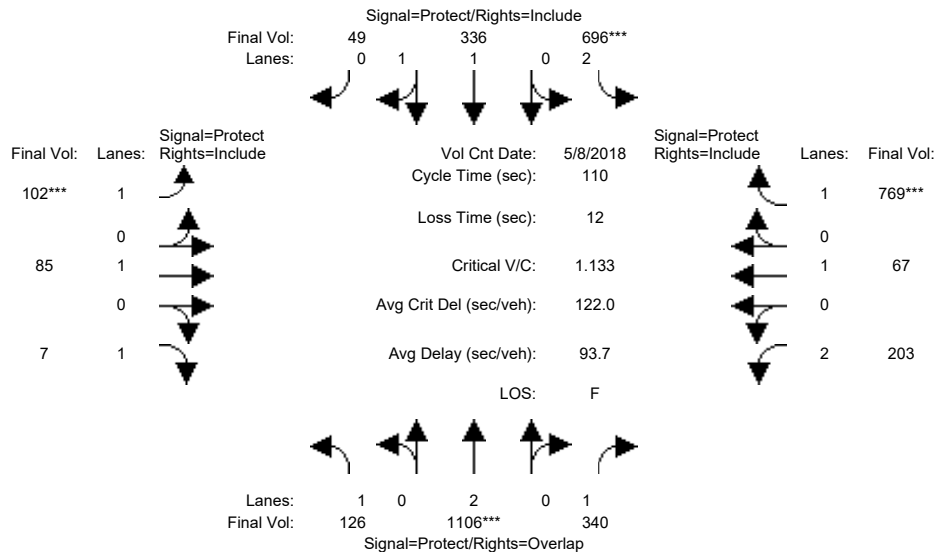 Signal=Protect/Rights=Include
Final Vol: 49 336 696***
Lanes: 0 1 1 0 2
Signal=Protect
Final Vol: Lanes: Rights=Include
Vol Cnt Date: 5/8/2018
Signal=Protect
Rights=Include Lanes: Final Vol:
Cycle Time (sec): 110
102*** 1
1 769***
Loss Time (sec): 12
0
0
85 1
Critical V/C: 1.133
1 67
0
Avg Crit Del (sec/veh): 122.0
0
7 1
Avg Delay (sec/veh): 93.7
2 203
LOS: F
Lanes: 1 0 2 0 1
Final Vol: 126 1106*** 340
Signal=Protect/Rights=Overlap